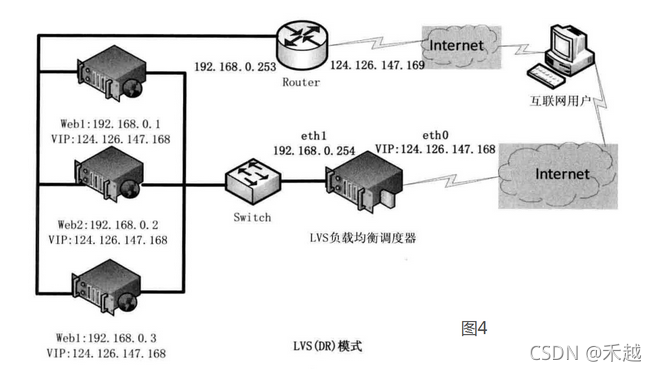 Internet
192.168.0.253
124.126.147.169
Router
互联网用户
Web1:192.168.0.1
VIP:124.126.147.168
eth1
eth0
192.168.0.254
VIP:124.126.147.168
Internet
Switch
Web2:192.168.0.2
VIP:124.126.147.168
LVS负载均衡调度器
Web1:192.168.0.3
VIP:124.126.147.168
LVS(DR)模式
图4
CSDN @禾越